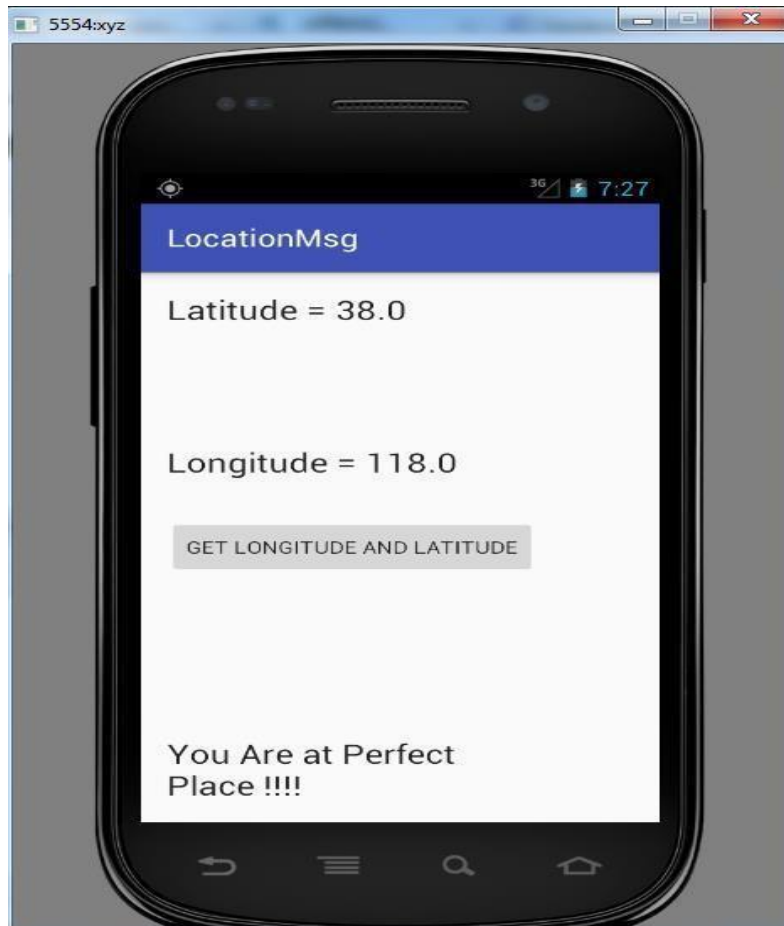 5554:xyz
3G 7:27
LocationMsg
Latitude = 38.0
Longitude = 118.0
GET LONGITUDE AND LATITUDE
You Are at Perfect
Place !!!!